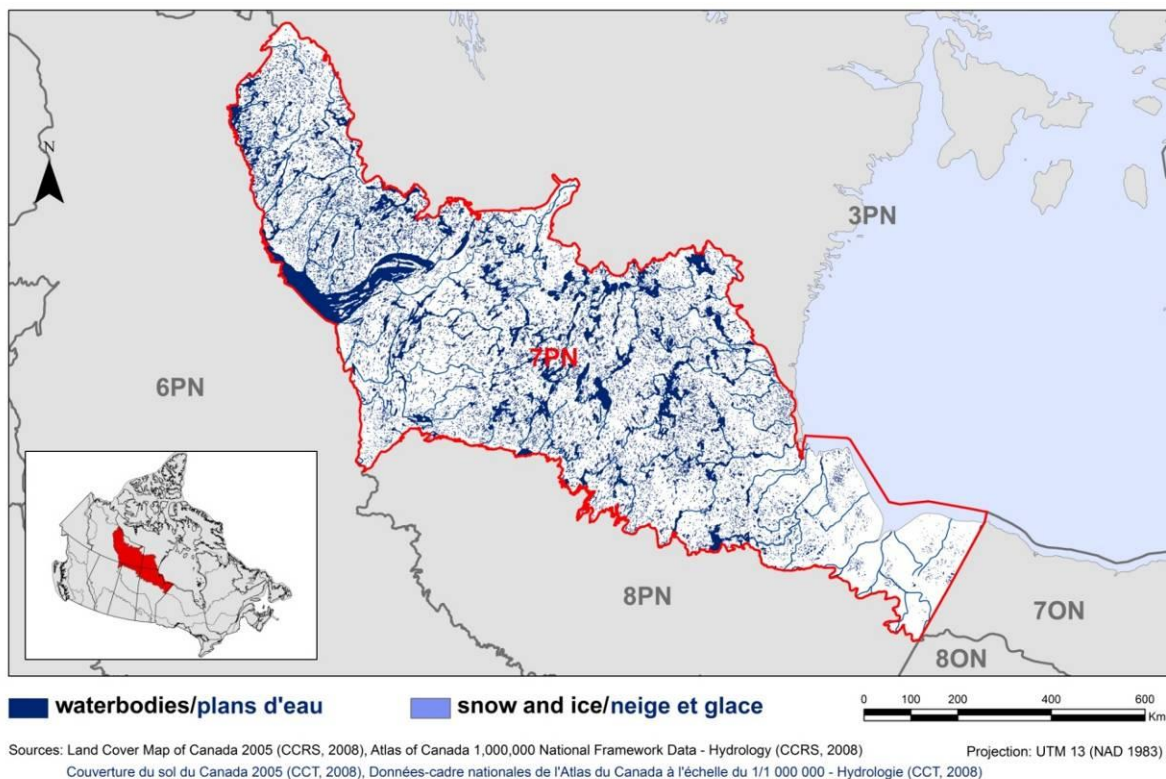 N
3PN
7PN
6PN
8PN
7ON
8ON
waterbodies/plans d'eau
snow and ice/neige et glace
0 100 200 400 600
Km
Sources: Land Cover Map of Canada 2005 (CCRS, 2008), Atlas of Canada 1,000,000 National Framework Data - Hydrology (CCRS, 2008)
Projection: UTM 13 (NAD 1983)
Couverture du sol du Canada 2005 (CCT, 2008), Données-cadre nationales de l'Atlas du Canada à l'échelle du 1/1 000 000 - Hydrologie (CCT, 2008)